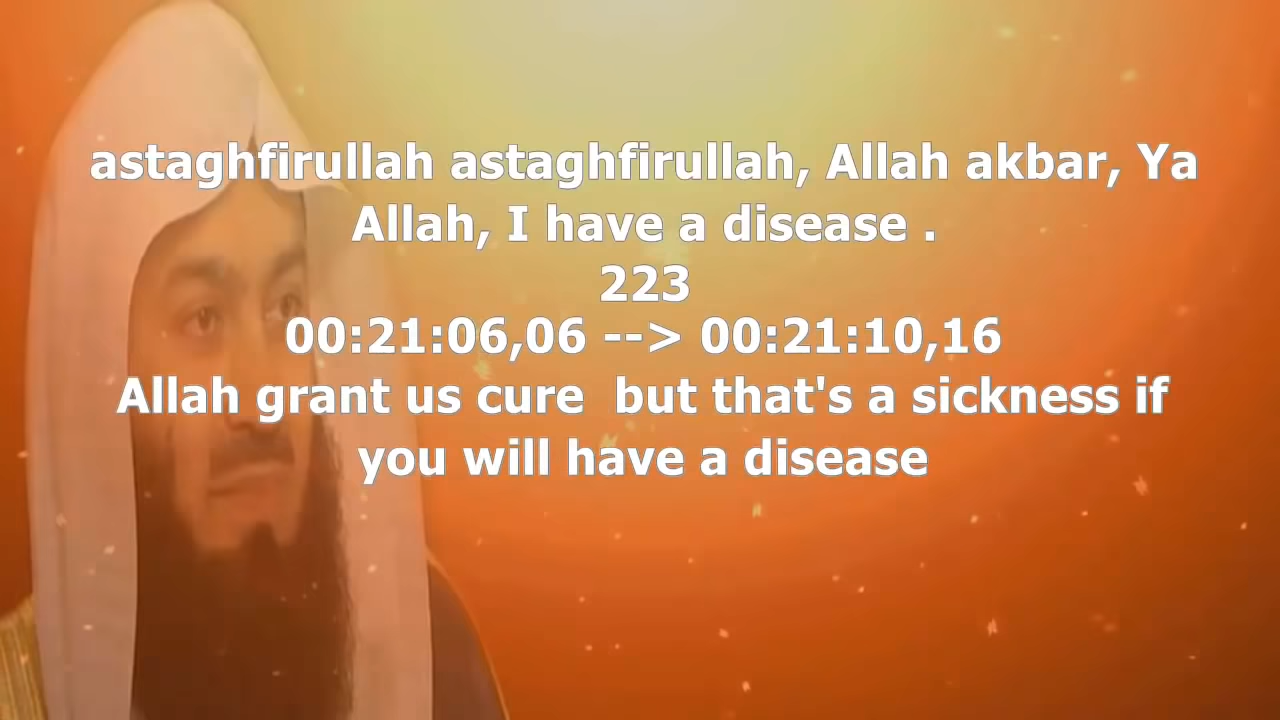 astaghfirullah astaghfirullah, Allah akbar, Ya
Allah, I have a disease .
223
00:21:06,06 --> 00:21:10,16
Allah grant us cure  but that's a sickness if
you will have a disease